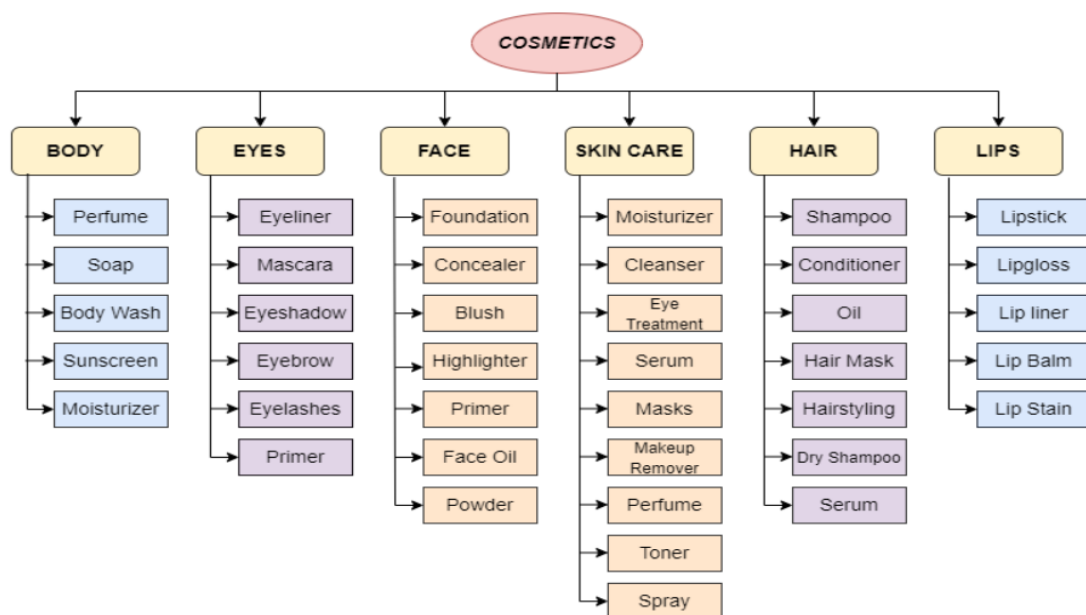 COSMETICS
BODY
Perfume
Soap
Body Wash
Sunscreen
Moisturizer
EYES
Eyeliner
Mascara
Eyeshadow
Eyebrow
Eyelashes
Primer
FACE
Foundation
Concealer
Blush
Highlighter
Primer
Face Oil
Powder
SKIN CARE
Moisturizer
Cleanser
Eye
Treatment
Serum
Masks
Makeup
Remover
Perfume
Toner
Spray
HAIR
Shampoo
Conditioner
Oil
Hair Mask
Hairstyling
Dry Shampoo
Serum
LIPS
Lipstick
Lipgloss
Lip liner
Lip Balm
Lip Stain